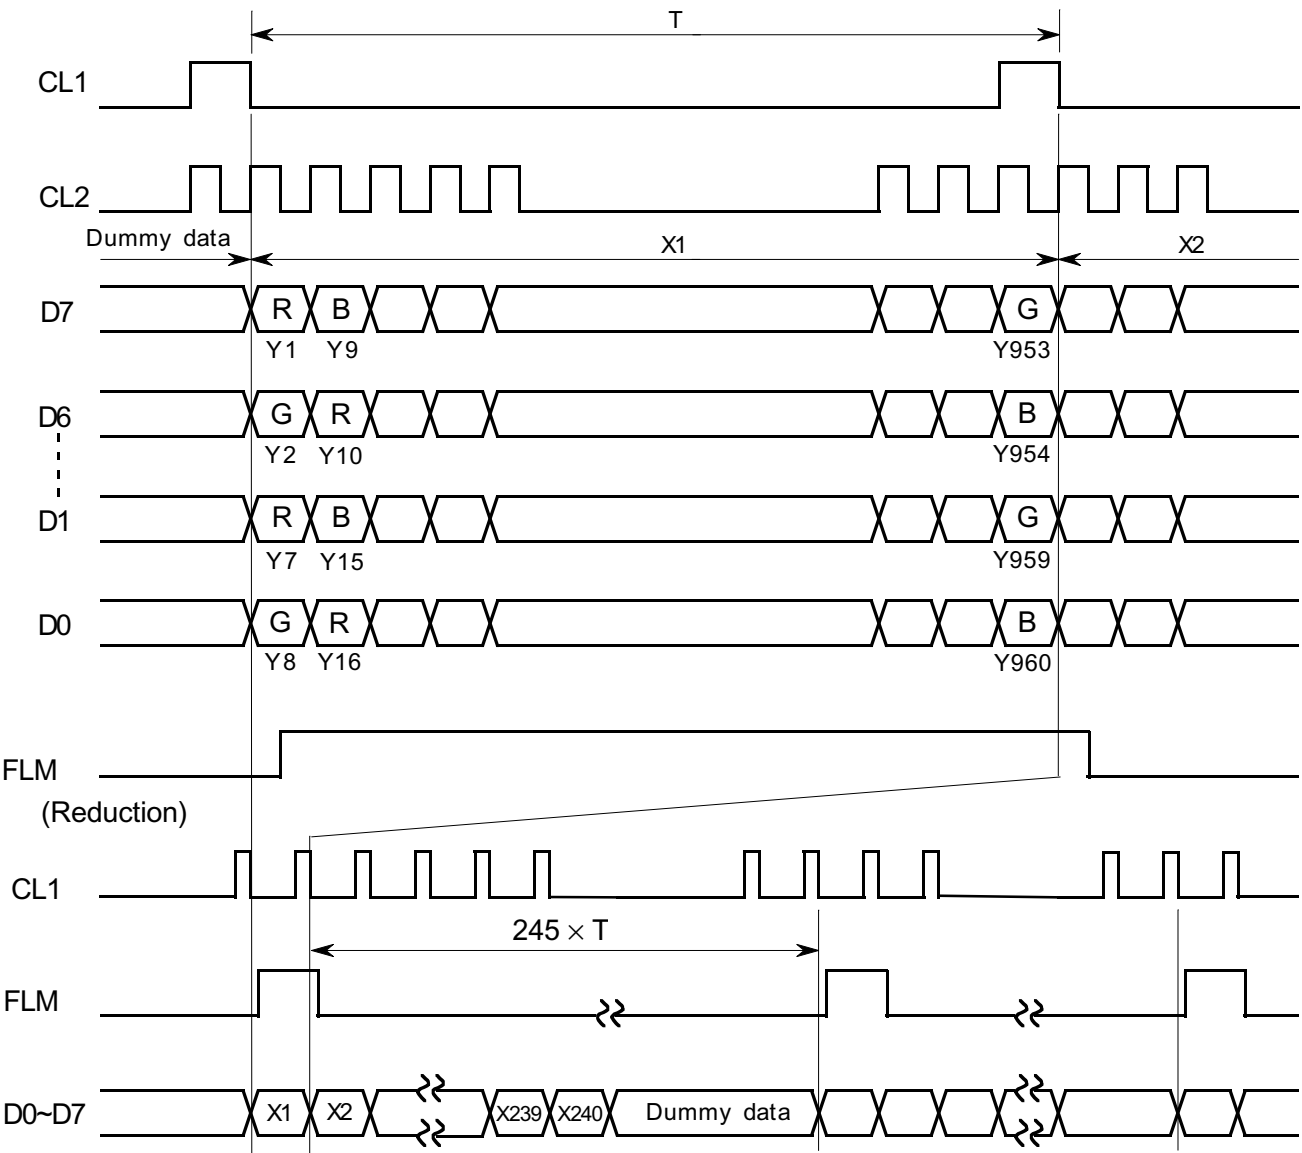 T
CL1
CL2
Dummy data
X1
X2
D7
R
B
G
Y1
Y9
Y953
D6
G
R
B
Y2
Y10
Y954
D1
R
B
G
Y7
Y15
Y959
D0
G
R
B
Y8
Y16
Y960
FLM
(Reduction)
CL1
245 × T
FLM
D0~D7
X1
X2
X239
X240
Dummy data